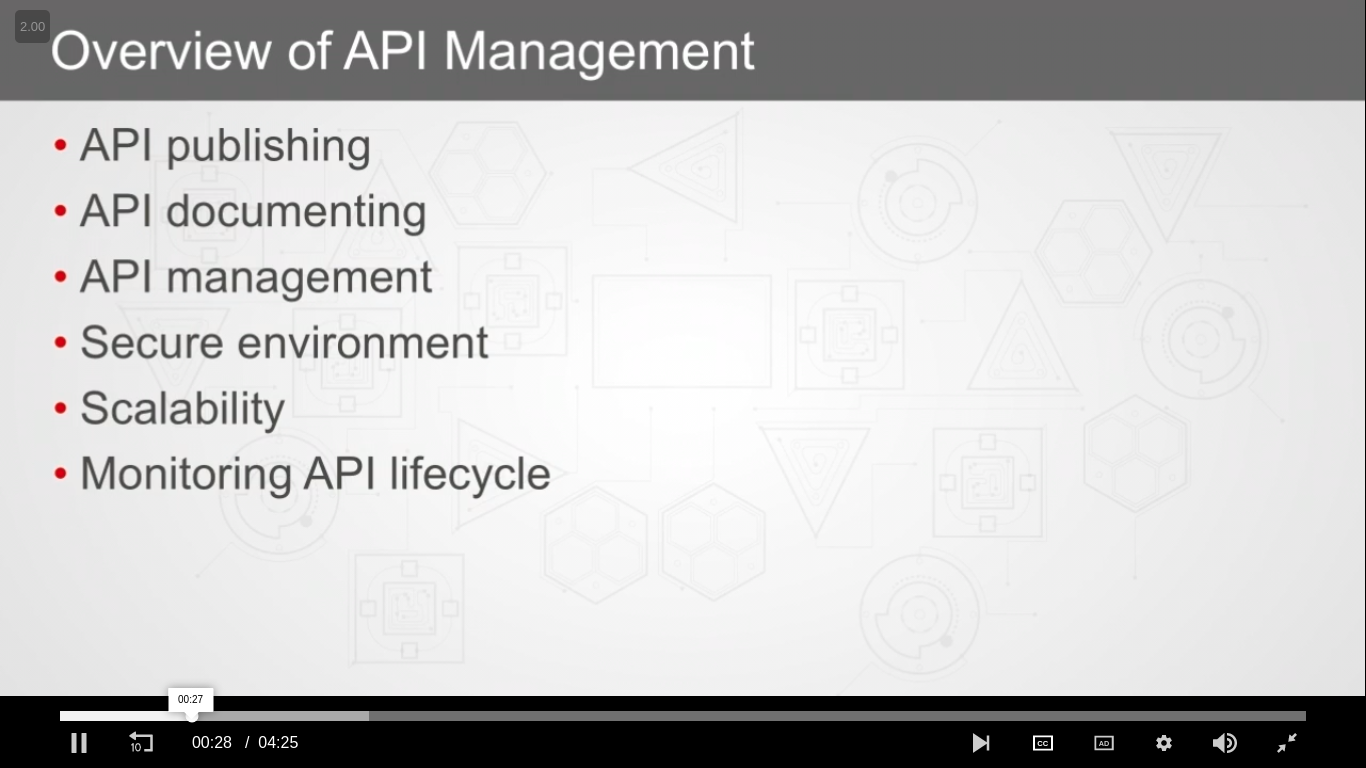 2.00
Overview of API Management
• API publishing
• API documenting
• API management
• Secure environment
• Scalability
• Monitoring API lifecycle
00:27
10
00:28 / 04:25
CC
AD